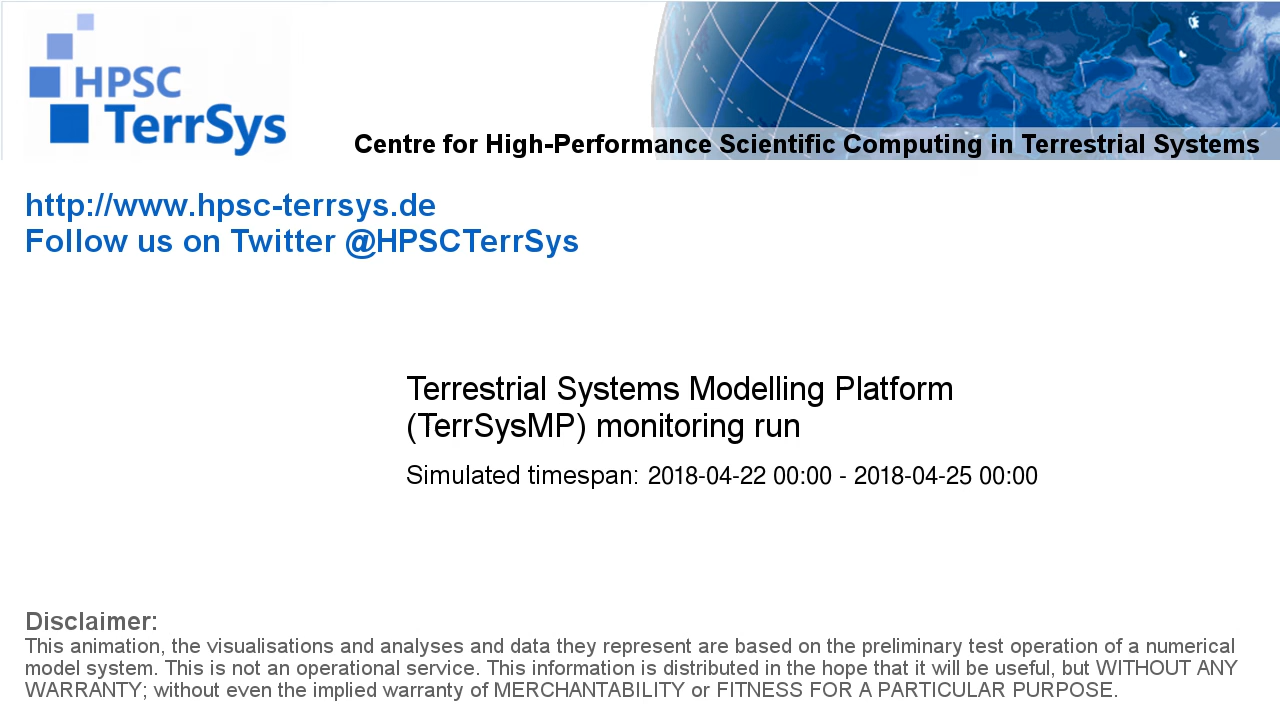 HPSC
TerrSys
Centre for High-Performance Scientific Computing in Terrestrial Systems
http://www.hpsc-terrsys.de
Follow us on Twitter @HPSCTerrSys
Terrestrial Systems Modelling Platform
(TerrSysMP) monitoring run
Simulated timespan: 2018-04-22 00:00 - 2018-04-25 00:00
Disclaimer:
This animation, the visualisations and analyses and data they represent are based on the preliminary test operation of a numerical
model system. This is not an operational service. This information is distributed in the hope that it will be useful, but WITHOUT ANY
WARRANTY; without even the implied warranty of MERCHANTABILITY or FITNESS FOR A PARTICULAR PURPOSE.